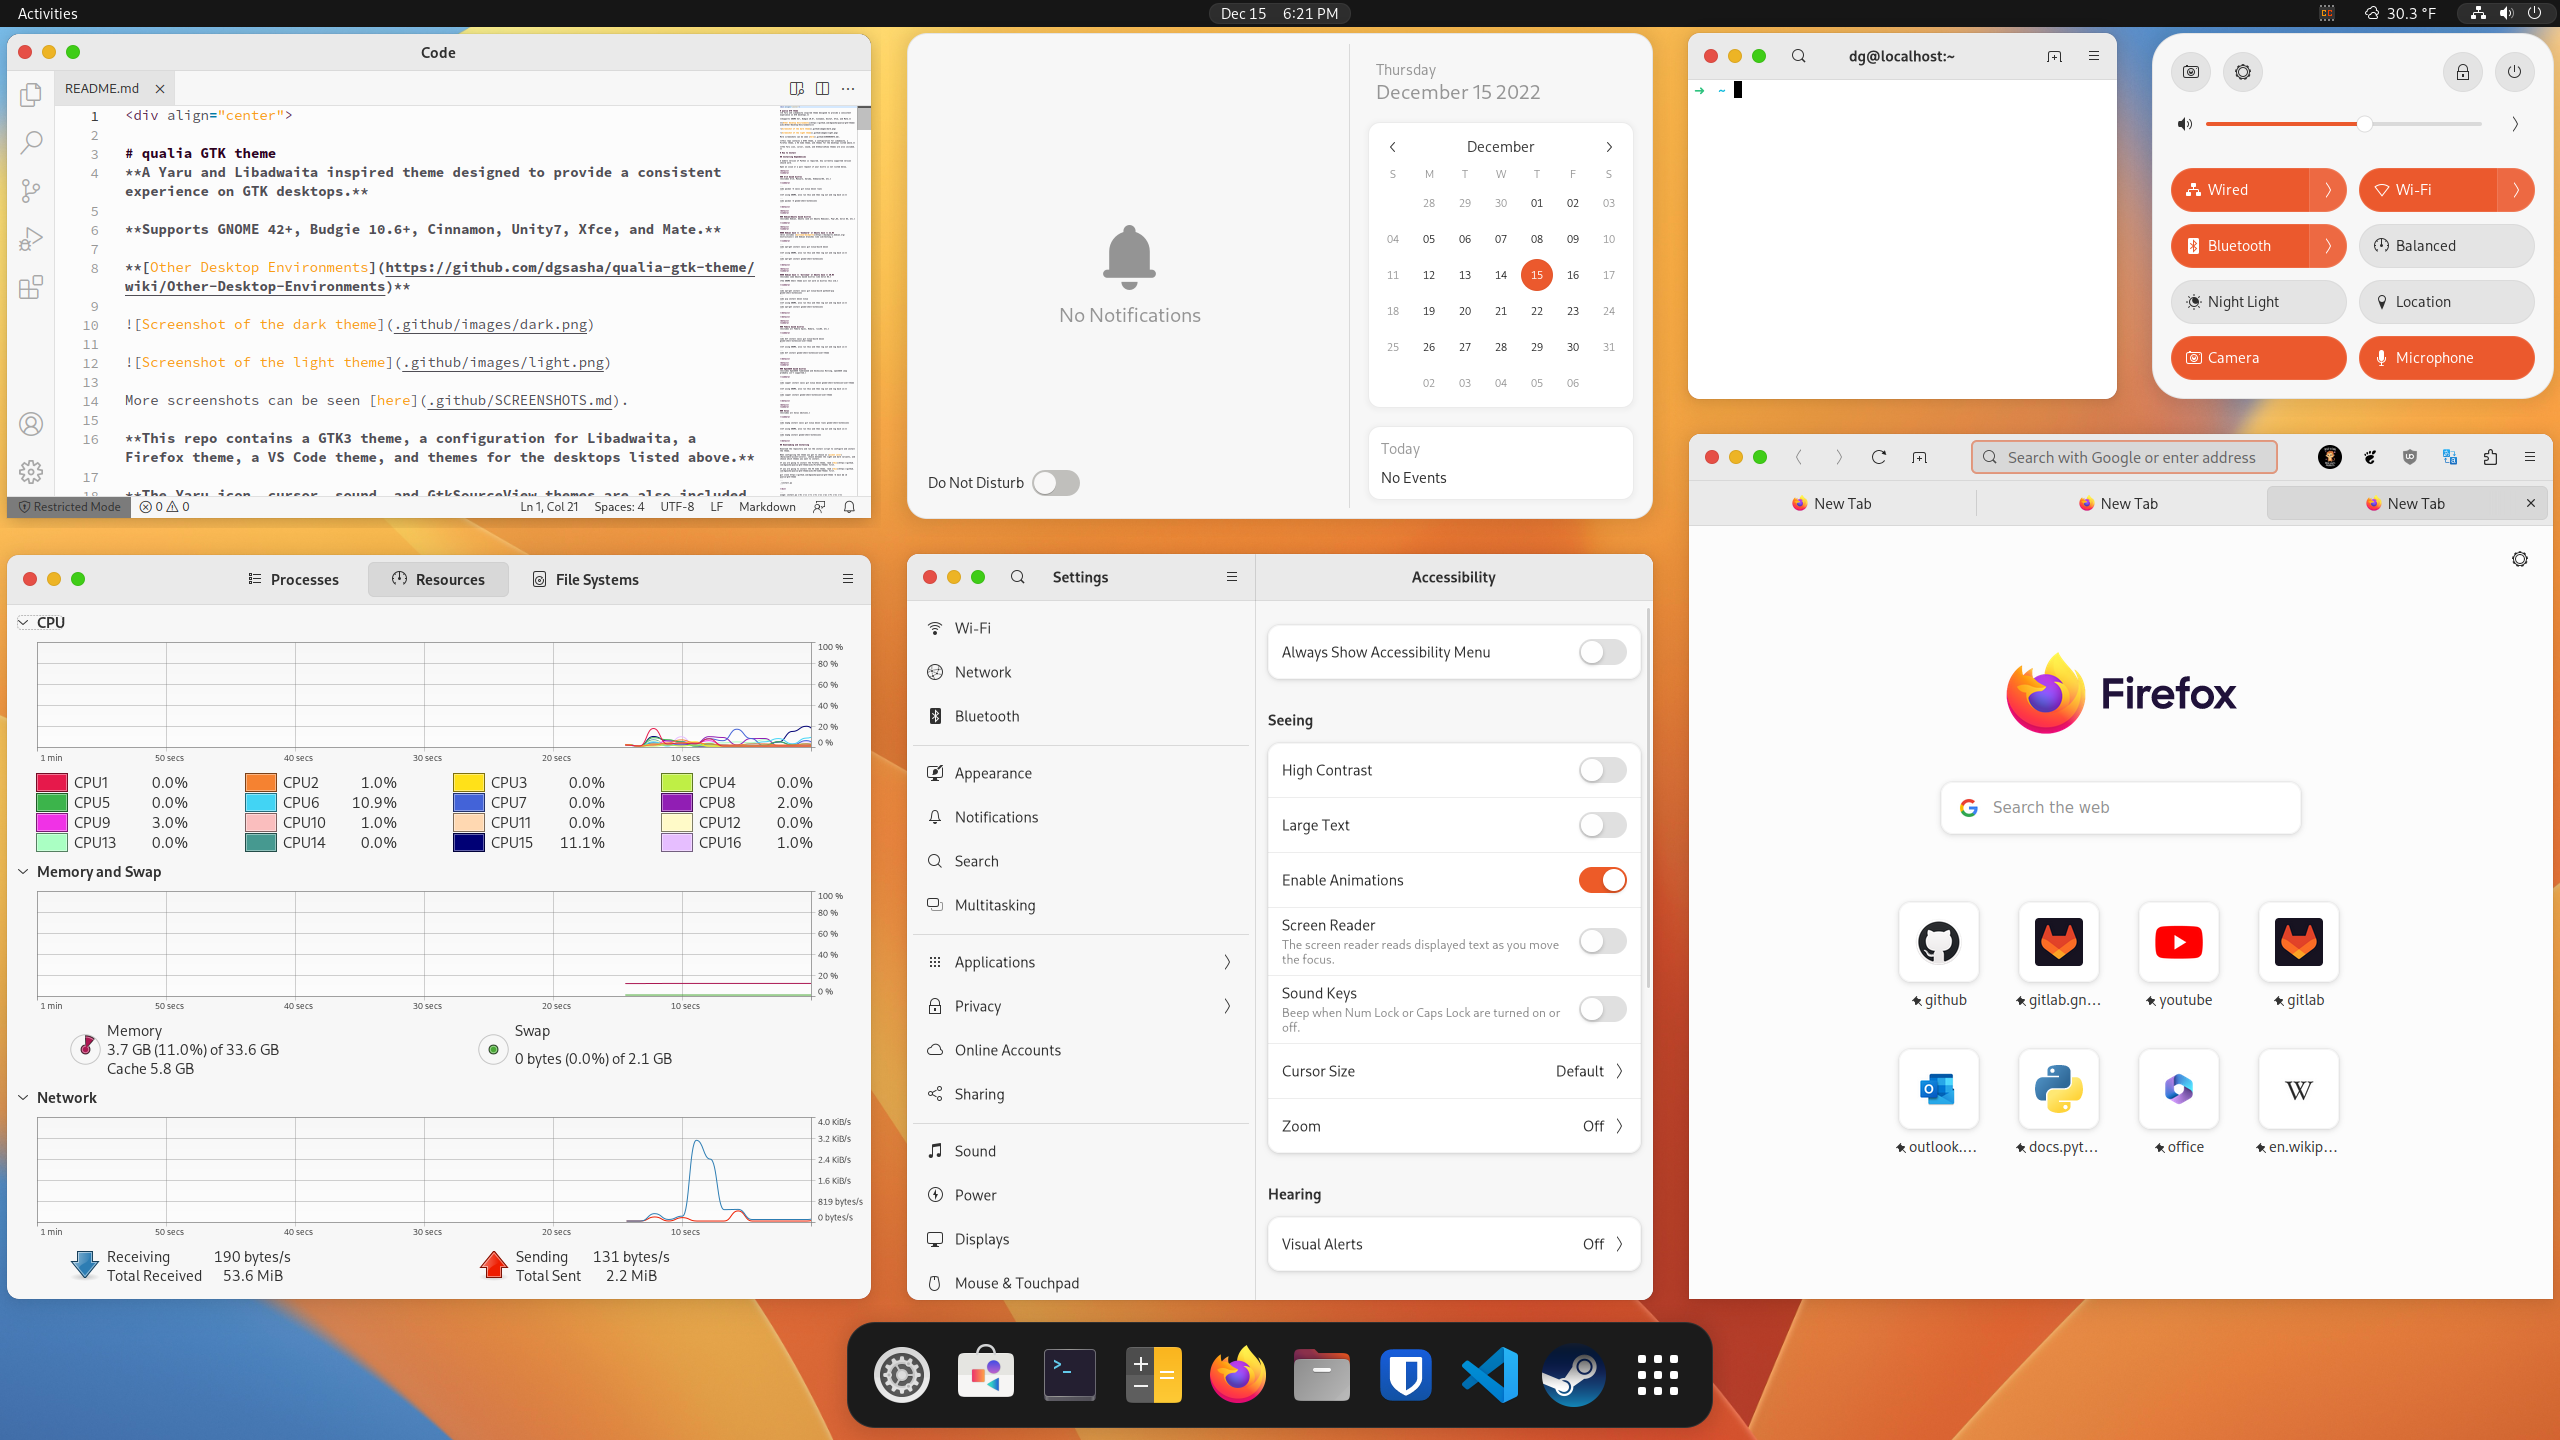 Activities
Dec 15 6:21 PM
30.3 °F
Code
README.md
1 <div align="center">
2
3 # qualia GTK theme
4 **A Yaru and Libadwaita inspired theme designed to provide a consistent
experience on GTK desktops.**
5
6 **Supports GNOME 42+, Budgie 10.6+, Cinnamon, Unity7, Xfce, and Mate.**
7
8 **[Other Desktop Environments](https://github.com/dgsasha/qualia-gtk-theme/
wiki/Other-Desktop-Environments)**
9
10 ![Screenshot of the dark theme](.github/images/dark.png)
11
12 ![Screenshot of the light theme](.github/images/light.png)
13
14 More screenshots can be seen [here](.github/SCREENSHOTS.md).
15
16 **This repo contains a GTK3 theme, a configuration for Libadwaita, a
Firefox theme, a VS Code theme, and themes for the desktops listed above.**
17
18 **The Yaru icon, cursor, sound, and GtkSourceView themes are also included
Restricted Mode 0 0 Ln 1, Col 21 Spaces: 4 UTF-8 LF Markdown
No Notifications
Do Not Disturb
Thursday
December 15 2022
December
S M T W T F S
28 29 30 01 02 03
04 05 06 07 08 09 10
11 12 13 14 15 16 17
18 19 20 21 22 23 24
25 26 27 28 29 30 31
02 03 04 05 06
Today
No Events
dg@localhost:~
➜ ~
Wired
Wi-Fi
Bluetooth
Balanced
Night Light
Location
Camera
Microphone
Processes Resources File Systems
CPU
100 %
80 %
60 %
40 %
20 %
0 %
1 min 50 secs 40 secs 30 secs 20 secs 10 secs
CPU1 0.0% CPU2 1.0% CPU3 0.0% CPU4 0.0%
CPU5 0.0% CPU6 10.9% CPU7 0.0% CPU8 2.0%
CPU9 3.0% CPU10 1.0% CPU11 0.0% CPU12 0.0%
CPU13 0.0% CPU14 0.0% CPU15 11.1% CPU16 1.0%
Memory and Swap
100 %
80 %
60 %
40 %
20 %
0 %
1 min 50 secs 40 secs 30 secs 20 secs 10 secs
Memory
3.7 GB (11.0%) of 33.6 GB
Cache 5.8 GB
Swap
0 bytes (0.0%) of 2.1 GB
Network
4.0 KiB/s
3.2 KiB/s
2.4 KiB/s
1.6 KiB/s
819 bytes/s
0 bytes/s
1 min 50 secs 40 secs 30 secs 20 secs 10 secs
Receiving 190 bytes/s
Total Received 53.6 MiB
Sending 131 bytes/s
Total Sent 2.2 MiB
Settings
Wi-Fi
Network
Bluetooth
Appearance
Notifications
Search
Multitasking
Applications
Privacy
Online Accounts
Sharing
Sound
Power
Displays
Mouse & Touchpad
Accessibility
Always Show Accessibility Menu
Seeing
High Contrast
Large Text
Enable Animations
Screen Reader
The screen reader reads displayed text as you move
the focus.
Sound Keys
Beep when Num Lock or Caps Lock are turned on or
off.
Cursor Size Default
Zoom Off
Hearing
Visual Alerts Off
Search with Google or enter address
New Tab New Tab New Tab
Firefox
Search the web
github gitlab.gn... youtube gitlab
W
outlook.... docs.pyt... office en.wikip...
>_